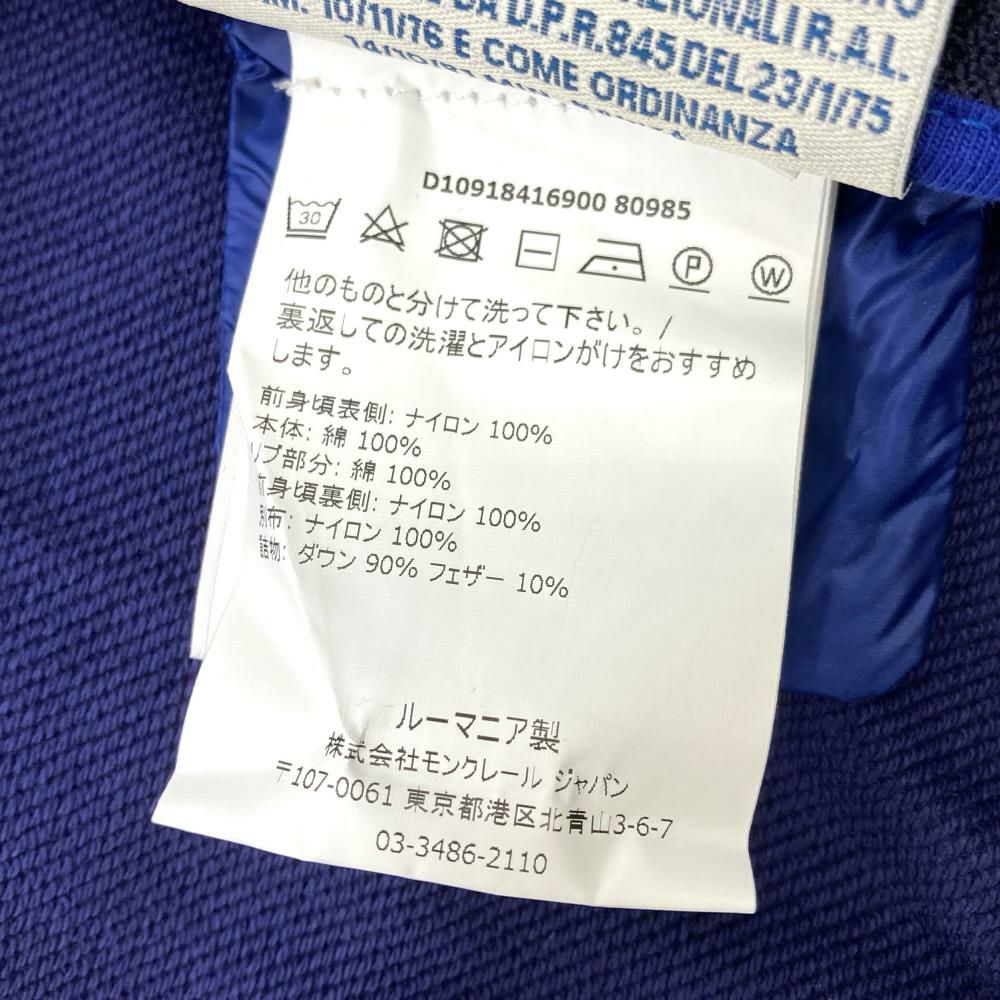 ZIONALI R.A.L.
DA D.P.R. 845 DEL 23/1/75
10/11/76 E COME ORDINANZA
D10918416900 80985
30
P W
他のものと分けて洗って下さい。/
裏返しての洗濯とアイロンがけをおすすめ
します。
前身頃表側: ナイロン 100%
本体: 綿 100%
リブ部分: 綿 100%
前身頃裏側: ナイロン 100%
別布: ナイロン 100%
詰物: ダウン 90% フェザー 10%
ルーマニア製
株式会社モンクレール ジャパン
〒107-0061 東京都港区北青山3-6-7
03-3486-2110